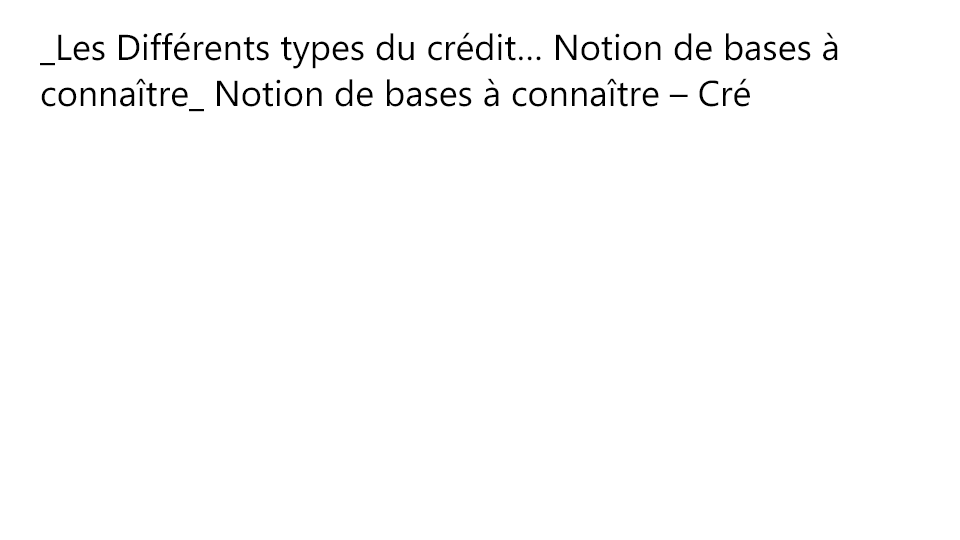 _Les Différents types du crédit... Notion de bases à
connaître_ Notion de bases à connaître – Cré